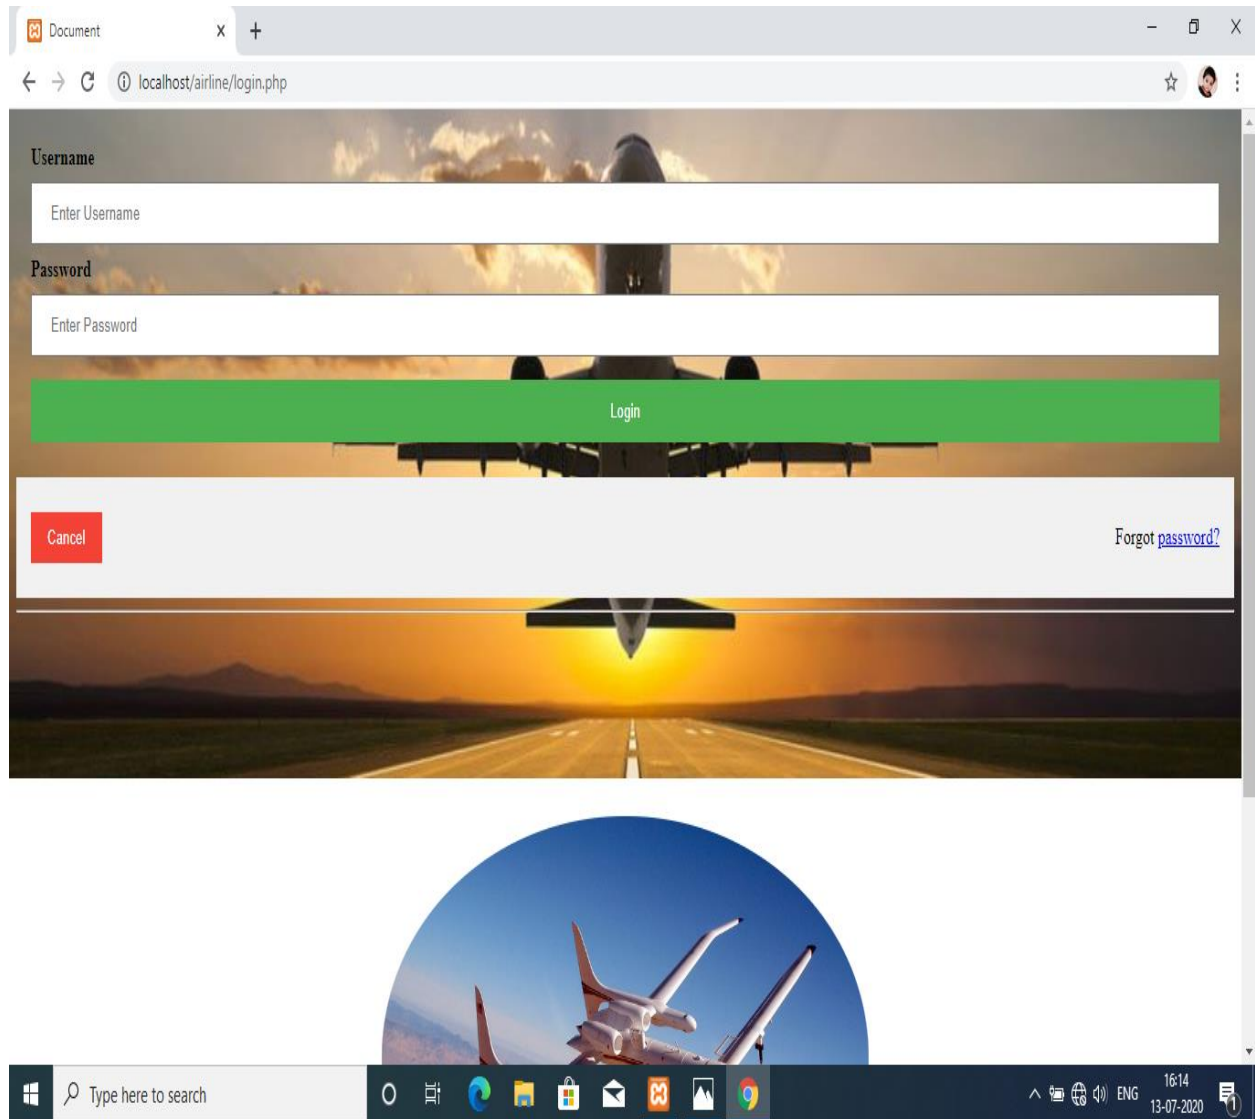 Document
localhost/airline/login.php
Username
Enter Username
Password
Enter Password
Login
Cancel
Forgot password?
Type here to search
ENG
16:14
13-07-2020
1